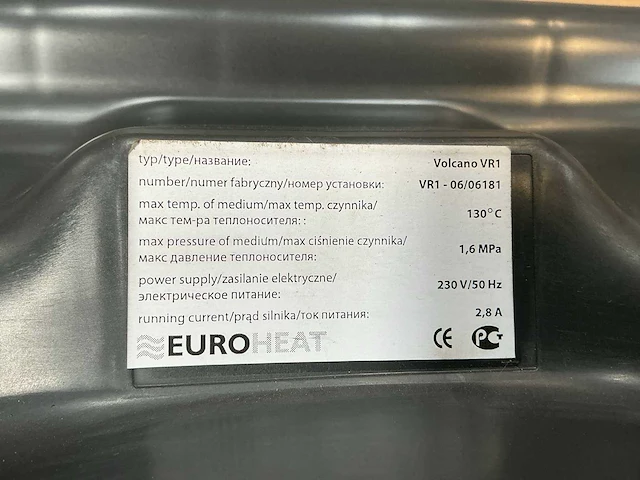 typ/type/название: Volcano VR1
number/numer fabryczny/номер установки: VR1 - 06/06181
max temp. of medium/max temp. czynnika/
макс тем-ра теплоносителя: : 130°C
max pressure of medium/max ciśnienie czynnika/
макс давление теплоносителя: 1,6 MPa
power supply/zasilanie elektryczne/
электрическое питание: 230 V/50 Hz
running current/prąd silnika/ток питания: 2,8 A
EUROHEAT CE РСТ